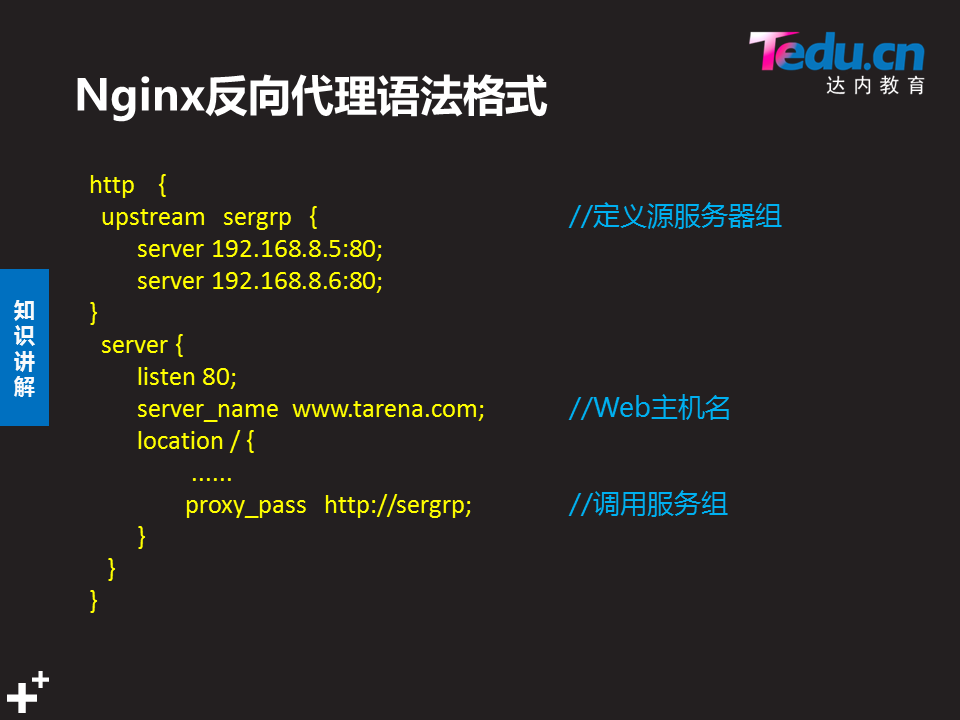 Tedu.cn
达内教育
Nginx反向代理语法格式
http {
upstream sergrp { //定义源服务器组
server 192.168.8.5:80;
server 192.168.8.6:80;
}
server {
listen 80;
server_name www.tarena.com; //Web主机名
location / {
......
proxy_pass http://sergrp; //调用服务组
}
}
}
知识讲解